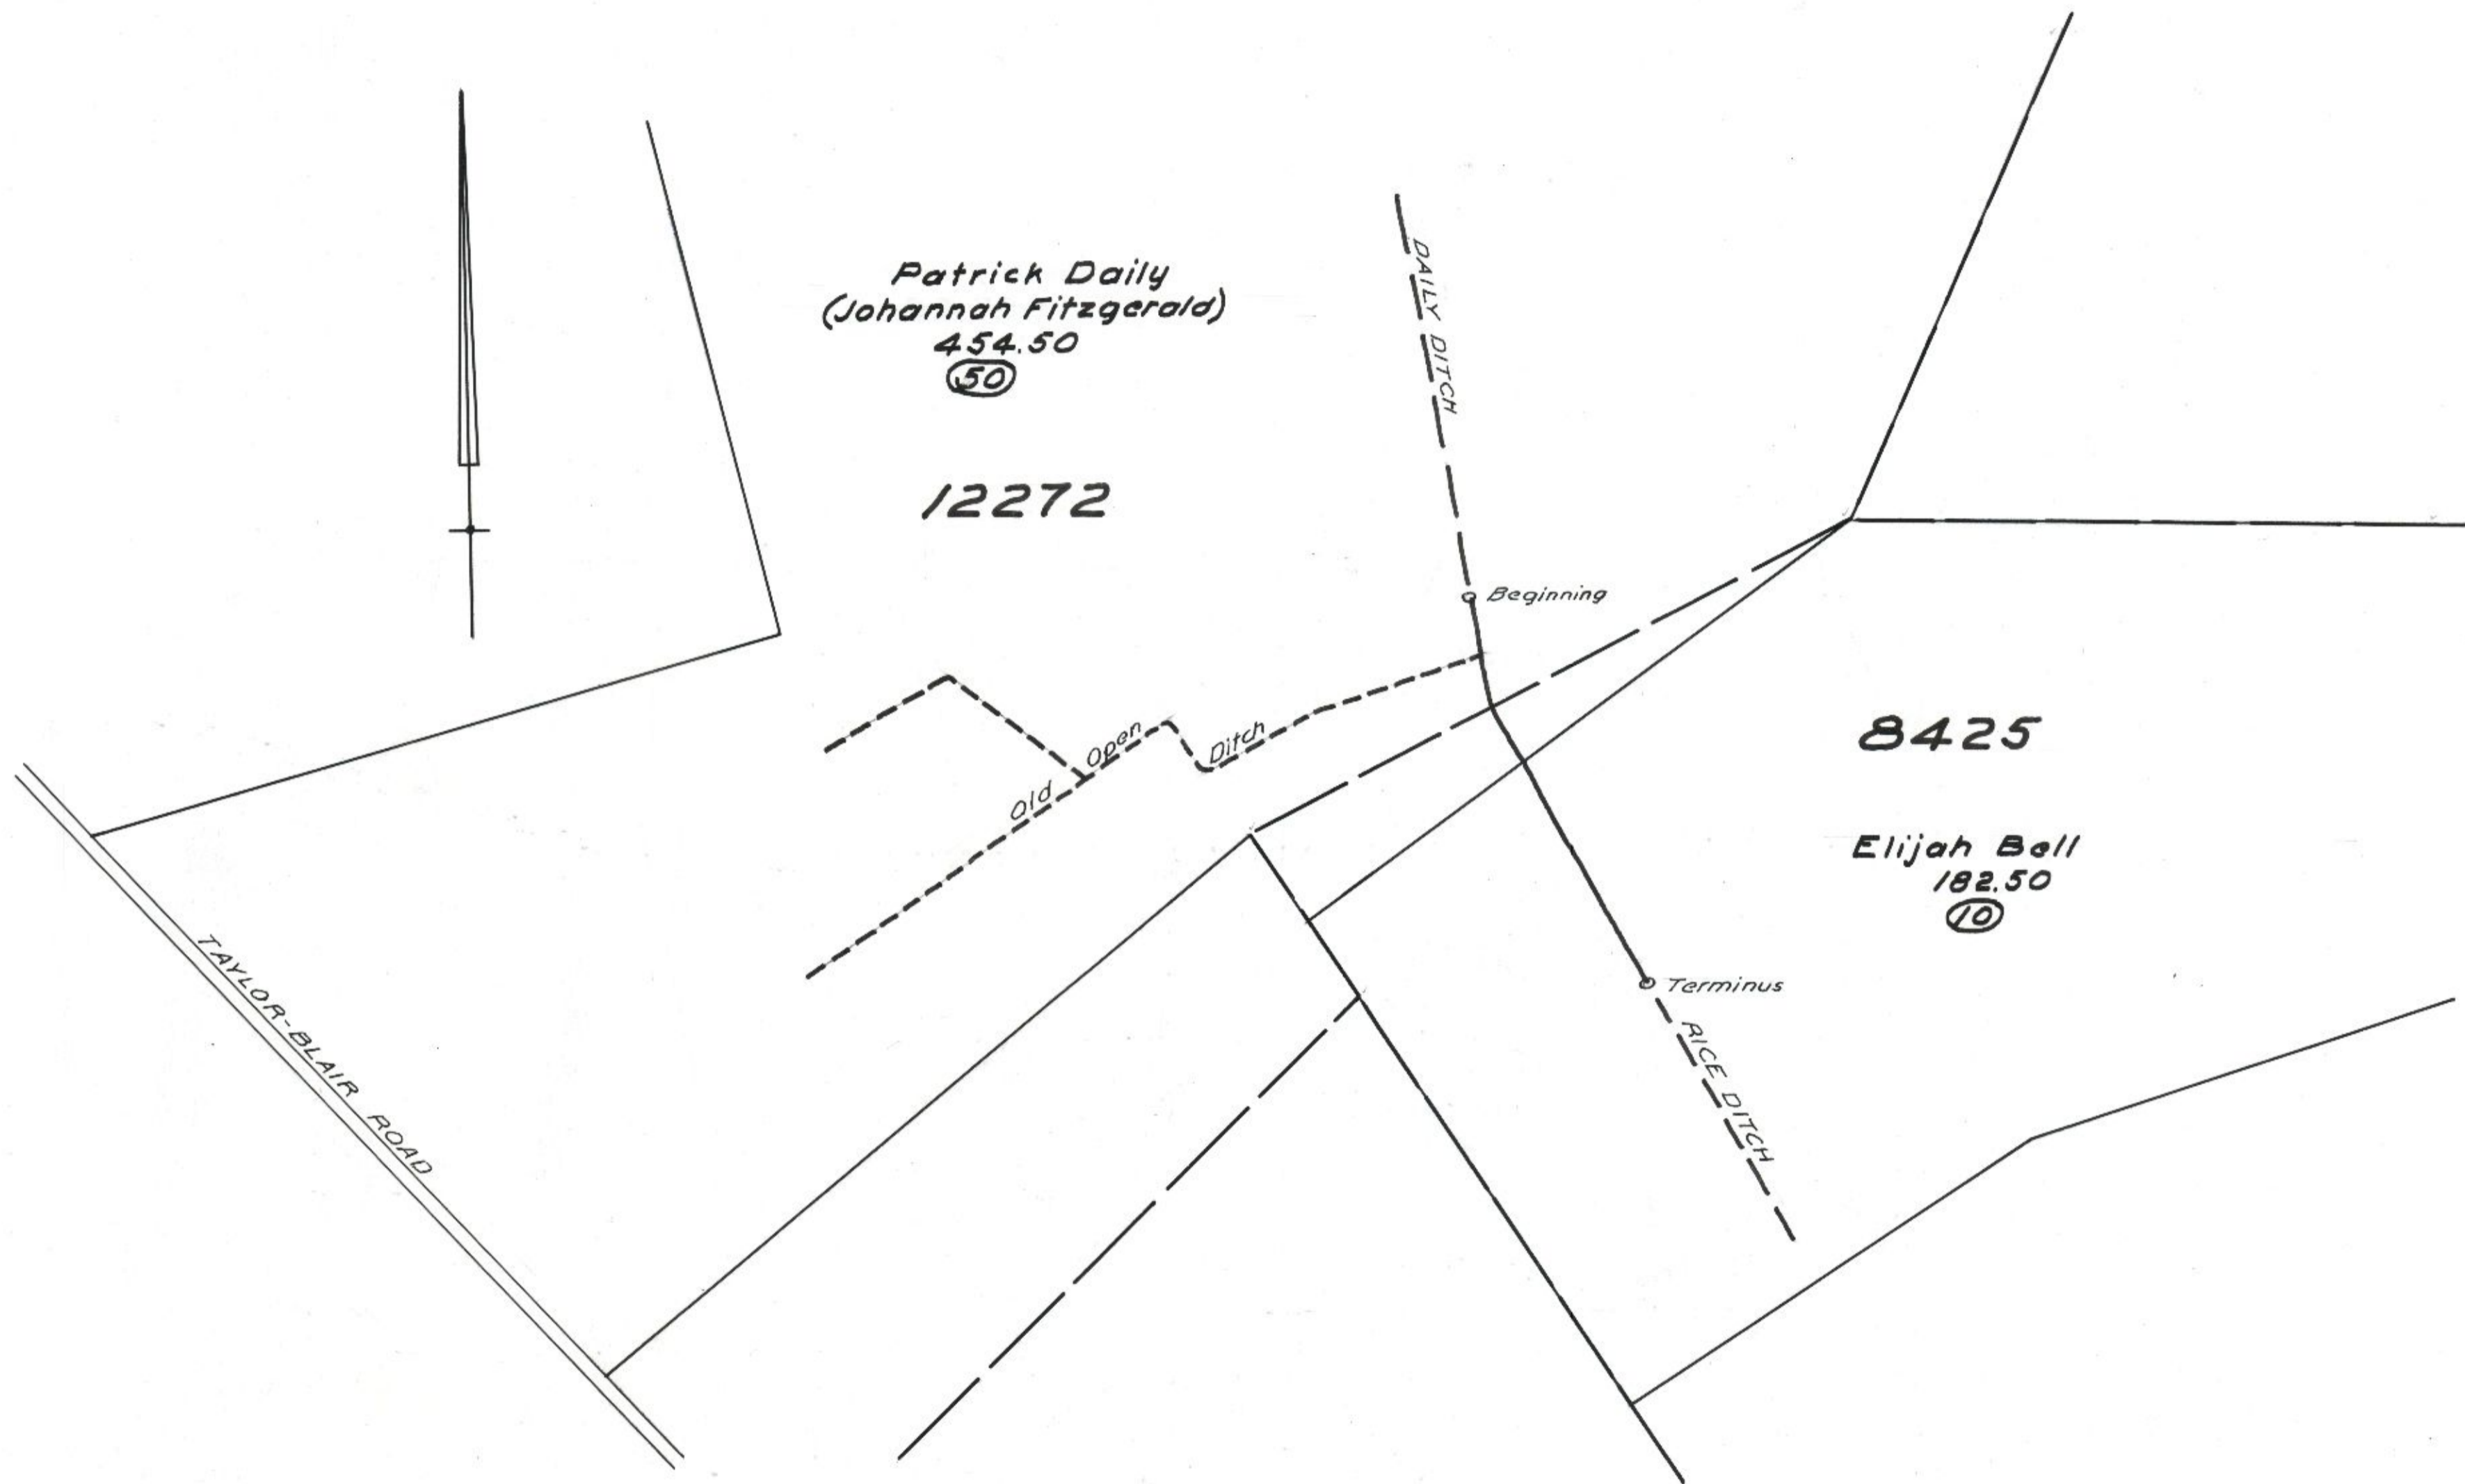 Patrick Daily
(Johannah Fitzgerald)
454.50
50
12272
DAILY DITCH
Beginning
Old Open Ditch
8425
Elijah Bell
182.50
10
Terminus
RICE DITCH
TAYLOR-BLAIR ROAD